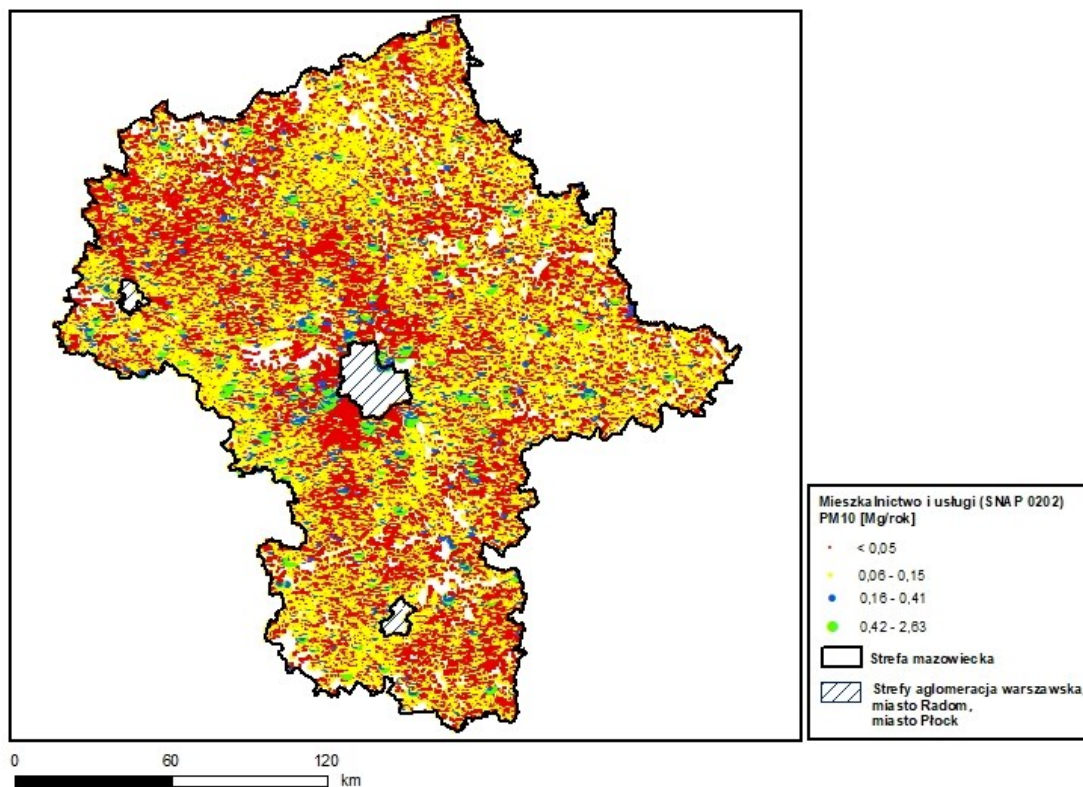 Mieszkalnictwo i usługi (SNAP 0202)
PM10 [Mg/rok]
< 0,05
0,06 - 0,15
0,16 - 0,41
0,42 - 2,63
Strefa mazowiecka
Strefy aglomeracja warszawska,
miasto Radom,
miasto Płock
0 60 120
km